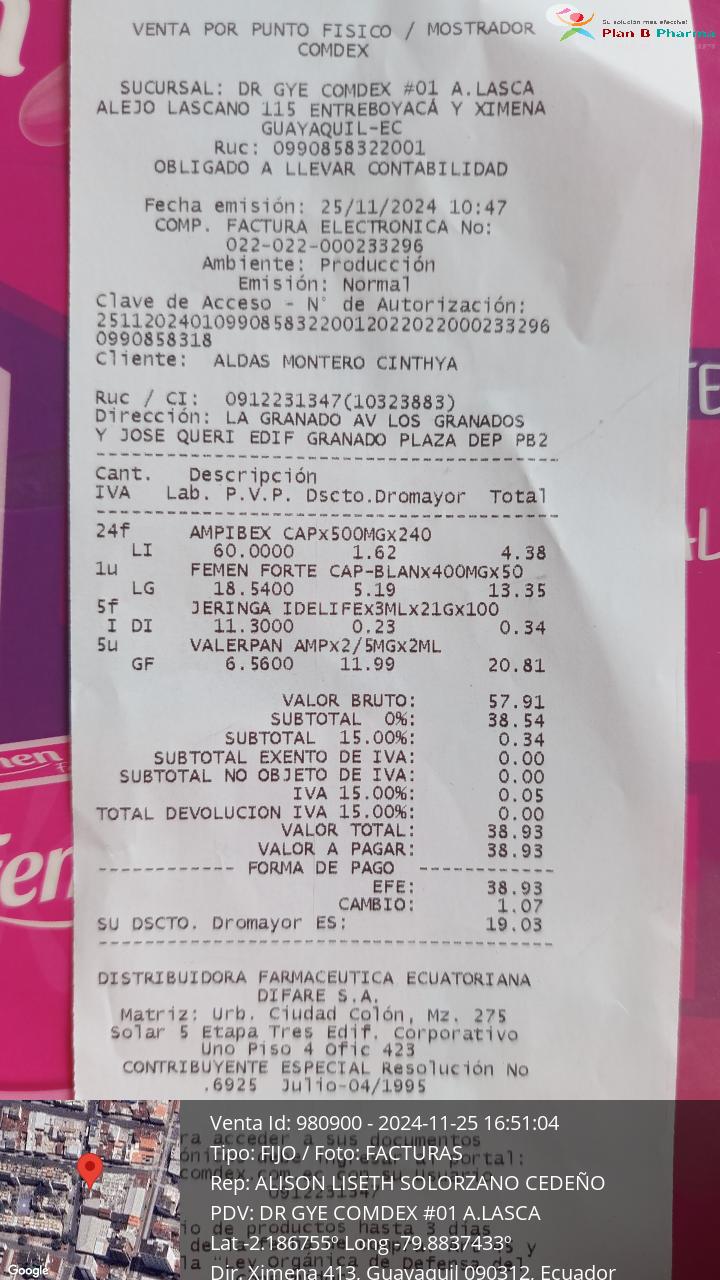 Su solución mas efectiva!
Plan B Pharma
VENTA POR PUNTO FISICO / MOSTRADOR
COMDEX
SUCURSAL: DR GYE COMDEX #01 A.LASCA
ALEJO LASCANO 115 ENTREBOYACÁ Y XIMENA
GUAYAQUIL-EC
Ruc: 0990858322001
OBLIGADO A LLEVAR CONTABILIDAD
Fecha emisión: 25/11/2024 10:47
COMP. FACTURA ELECTRONICA No:
022-022-000233296
Ambiente: Producción
Emisión: Normal
Clave de Acceso - N° de Autorización:
251120240109908583220012022022000233296
0990858318
Cliente: ALDAS MONTERO CINTHYA
Ruc / CI: 0912231347(10323883)
Dirección: LA GRANADO AV LOS GRANADOS
Y JOSE QUERI EDIF GRANADO PLAZA DEP PB2
Cant. Descripción
IVA Lab. P.V.P. Dscto.Dromayor Total
24f AMPIBEX CAPx500MGx240
LI 60.0000 1.62 4.38
1u FEMEN FORTE CAP-BLANx400MGx50
LG 18.5400 5.19 13.35
5f JERINGA IDELIFEx3MLx21Gx100
I DI 11.3000 0.23 0.34
5u VALERPAN AMPx2/5MGx2ML
GF 6.5600 11.99 20.81
VALOR BRUTO: 57.91
SUBTOTAL 0%: 38.54
SUBTOTAL 15.00%: 0.34
SUBTOTAL EXENTO DE IVA: 0.00
SUBTOTAL NO OBJETO DE IVA: 0.00
IVA 15.00%: 0.05
TOTAL DEVOLUCION IVA 15.00%: 0.00
VALOR TOTAL: 38.93
VALOR A PAGAR: 38.93
------------ FORMA DE PAGO ------------
EFE: 38.93
CAMBIO: 1.07
SU DSCTO. Dromayor ES: 19.03
DISTRIBUIDORA FARMACEUTICA ECUATORIANA
DIFARE S.A.
Matriz: Urb. Ciudad Colón, Mz. 275
Solar 5 Etapa Tres Edif. Corporativo
Uno Piso 4 Ofic 423
CONTRIBUYENTE ESPECIAL Resolución No
.6925 Julio-04/1995
Venta Id: 980900 - 2024-11-25 16:51:04
Tipo: FIJO / Foto: FACTURAS
Rep: ALISON LISETH SOLORZANO CEDEÑO
PDV: DR GYE COMDEX #01 A.LASCA
Lat-2.186755º Long-79.8837433º
Dir. Ximena 413, Guayaquil 090312, Ecuador
Google